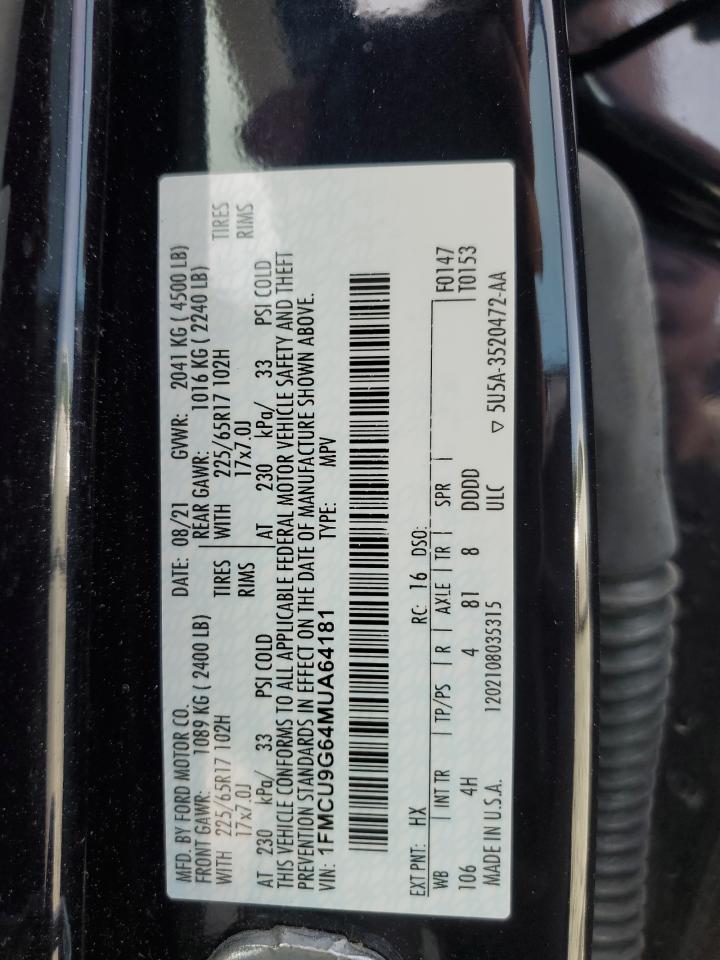 MFD. BY FORD MOTOR CO. DATE: 08/21 GVWR: 2041 KG ( 4500 LB)
FRONT GAWR: 1089 KG ( 2400 LB) REAR GAWR: 1016 KG ( 2240 LB)
WITH 225/65R17 102H TIRES WITH 225/65R17 102H TIRES
17x7.0J RIMS 17x7.0J RIMS
AT 230 kPa/ 33 PSI COLD AT 230 kPa/ 33 PSI COLD
THIS VEHICLE CONFORMS TO ALL APPLICABLE FEDERAL MOTOR VEHICLE SAFETY AND THEFT
PREVENTION STANDARDS IN EFFECT ON THE DATE OF MANUFACTURE SHOWN ABOVE.
VIN: 1FMCU9G64MUA64181 TYPE: MPV
EXT PNT: HX RC: 16 DSO: F0147
WB INT TR TP/PS R AXLE TR SPR T0153
106 4H 4 81 8 DDDD
MADE IN U.S.A. 1202108035315 ULC ▽ 5U5A-3520472-AA